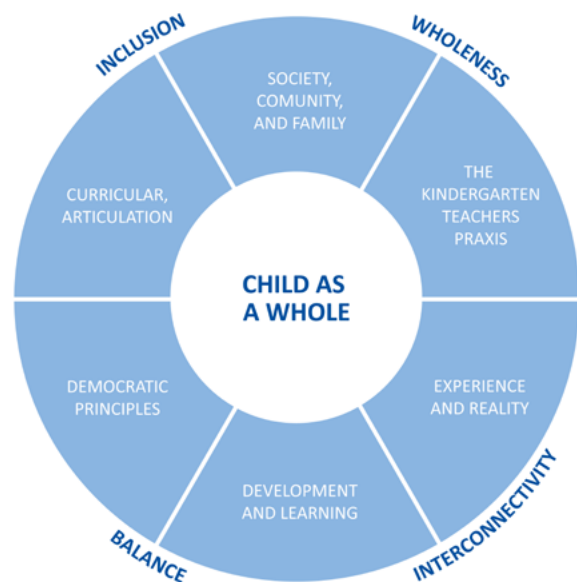 INCLUSION
WHOLENESS
SOCIETY,
COMUNITY,
AND FAMILY
CURRICULAR,
ARTICULATION
THE
KINDERGARTEN
TEACHERS
PRAXIS
CHILD AS
A WHOLE
DEMOCRATIC
PRINCIPLES
EXPERIENCE
AND REALITY
DEVELOPMENT
AND LEARNING
BALANCE
INTERCONNECTIVITY